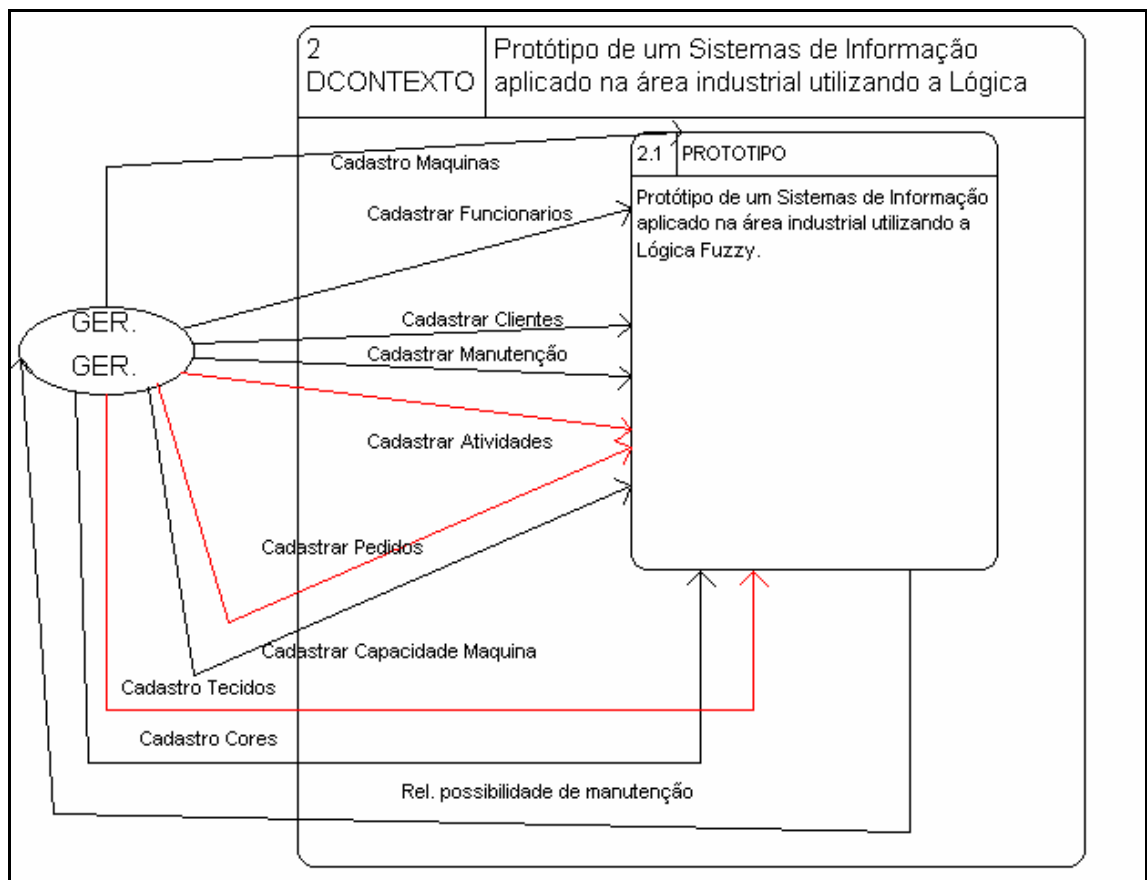 2
DCONTEXTO
Protótipo de um Sistemas de Informação
aplicado na área industrial utilizando a Lógica
2.1
PROTOTIPO
Protótipo de um Sistemas de Informação
aplicado na área industrial utilizando a
Lógica Fuzzy.
Cadastro Maquinas
Cadastrar Funcionarios
GER.
GER.
Cadastrar Clientes
Cadastrar Manutenção
Cadastrar Atividades
Cadastrar Pedidos
Cadastrar Capacidade Maquina
Cadastro Tecidos
Cadastro Cores
Rel. possibilidade de manutenção